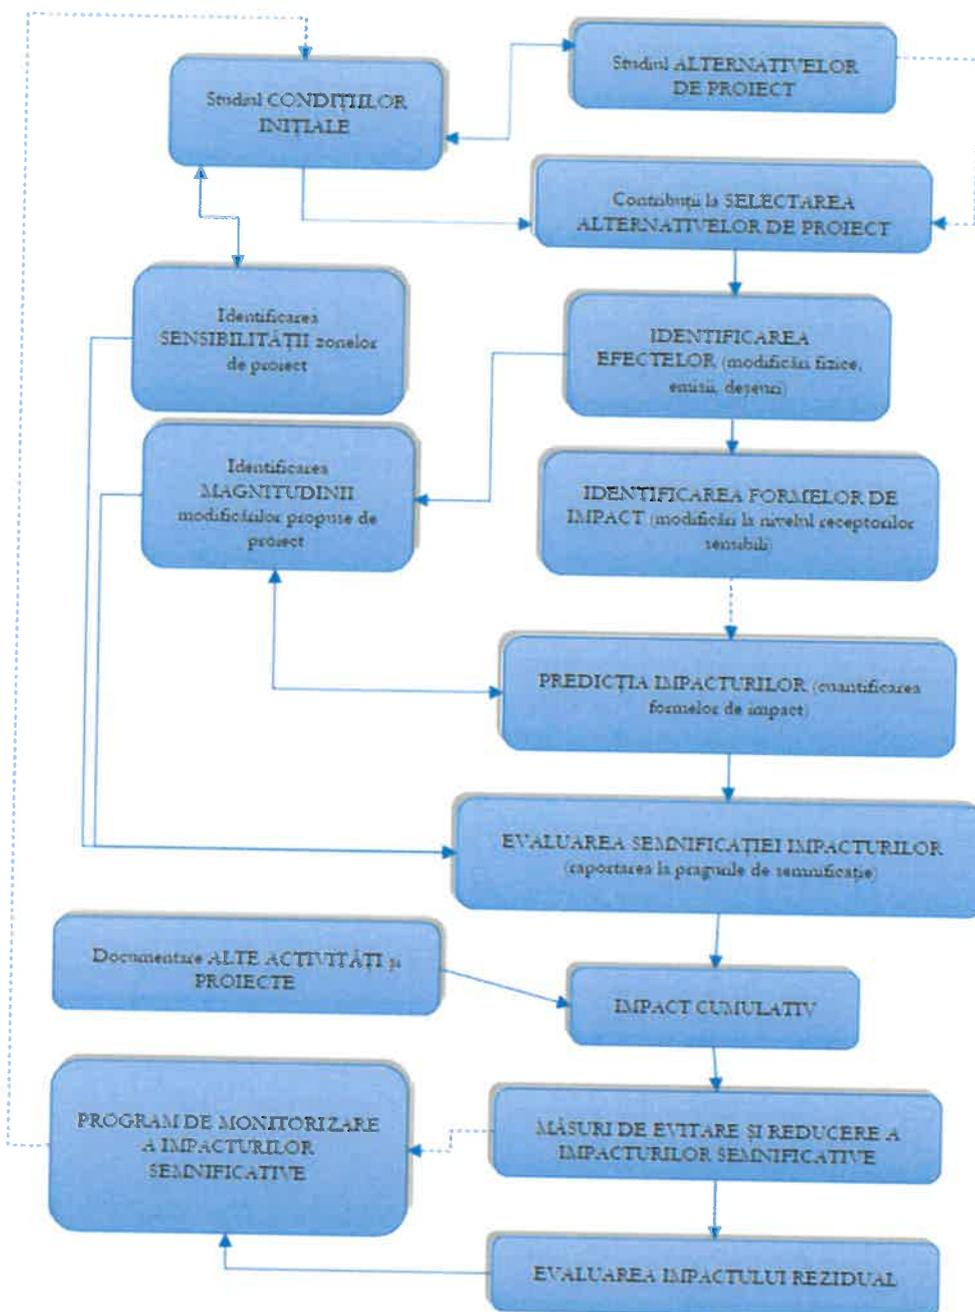 Studiul ALTERNATIVELOR
DE PROIECT
Studiul CONDIȚIILOR
INIȚIALE
Contribuții la SELECTAREA
ALTERNATIVELOR DE PROIECT
Identificarea
SENSIBILITĂȚII zonelor
de proiect
IDENTIFICAREA
EFECTELOR (modificări fizice,
emisii, deșeuri)
Identificarea
MAGNITUDINII
modificărilor propuse de
proiect
IDENTIFICAREA FORMELOR DE
IMPACT (modificări la nivelul receptorilor
sensibili)
PREDICȚIA IMPACTURILOR (cuantificarea
formelor de impact)
EVALUAREA SEMNIFICAȚIEI IMPACTURILOR
(raportarea la pragurile de semnificație)
Documentare ALTE ACTIVITĂȚI și
PROIECTE
IMPACT CUMULATIV
PROGRAM DE MONITORIZARE
A IMPACTURILOR
SEMNIFICATIVE
MĂSURI DE EVITARE ȘI REDUCERE A
IMPACTURILOR SEMNIFICATIVE
EVALUAREA IMPACTULUI REZIDUAL